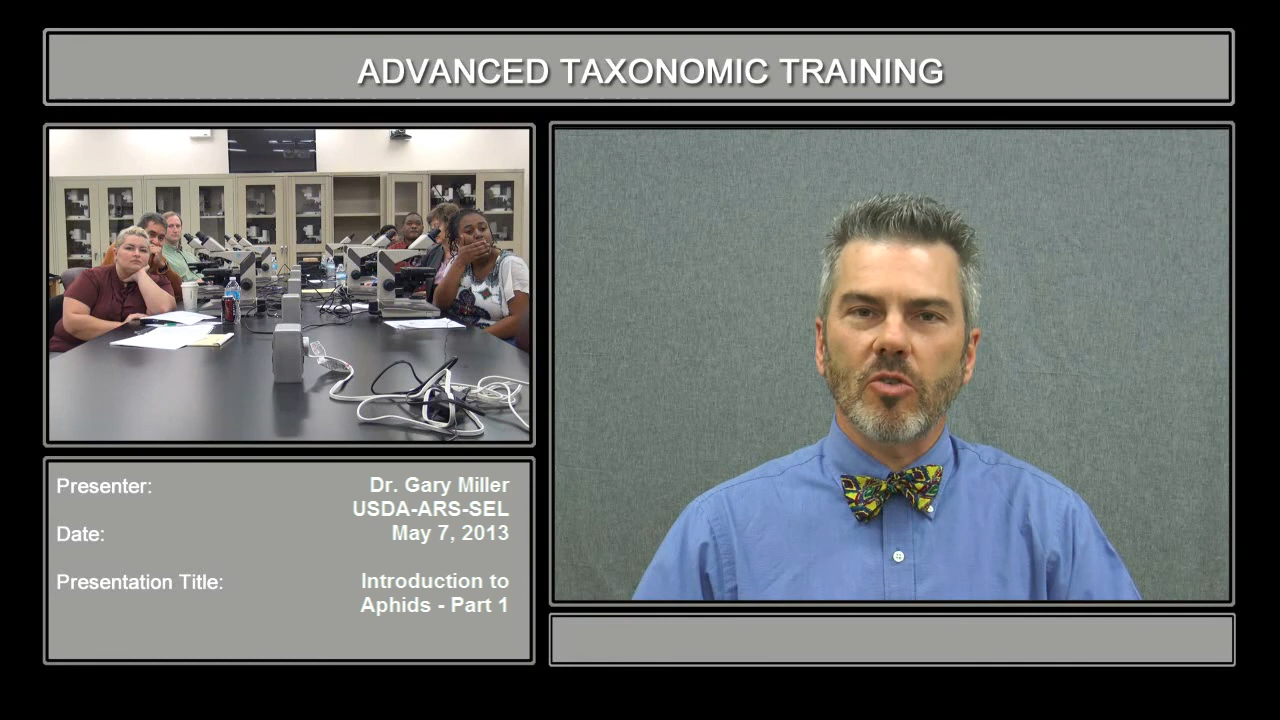 ADVANCED TAXONOMIC TRAINING
Presenter: Dr. Gary Miller
USDA-ARS-SEL
Date: May 7, 2013
Presentation Title: Introduction to
Aphids - Part 1